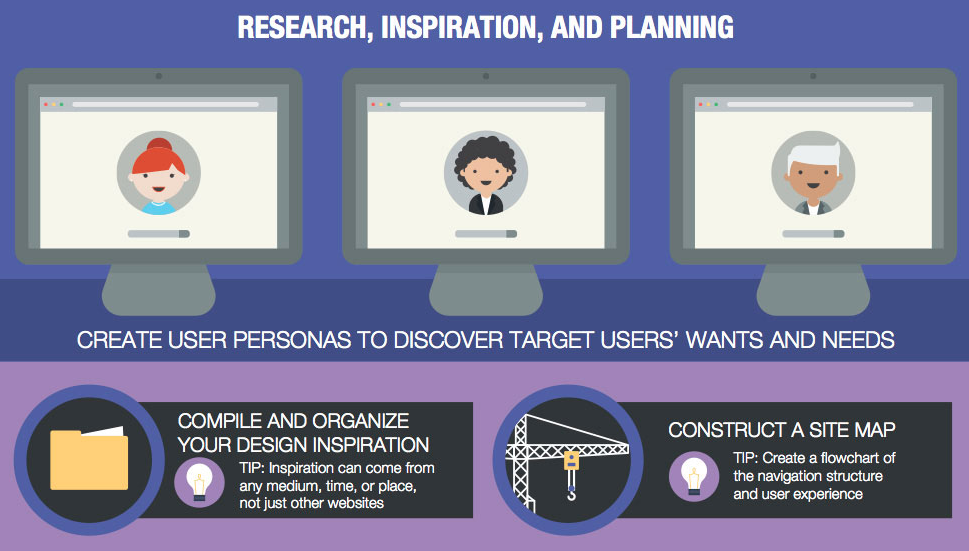 RESEARCH, INSPIRATION, AND PLANNING
CREATE USER PERSONAS TO DISCOVER TARGET USERS' WANTS AND NEEDS
COMPILE AND ORGANIZE
YOUR DESIGN INSPIRATION
TIP: Inspiration can come from
any medium, time, or place,
not just other websites
CONSTRUCT A SITE MAP
TIP: Create a flowchart of
the navigation structure
and user experience